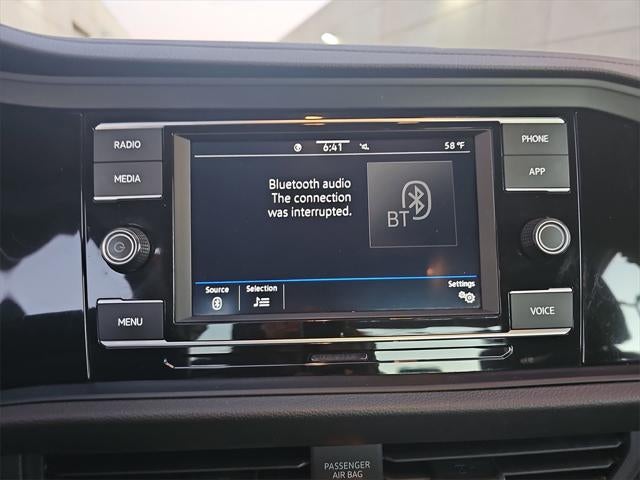 RADIO
MEDIA
MENU
6:41
58 °F
Bluetooth audio
The connection
was interrupted.
BT
Source
Selection
Settings
PHONE
APP
VOICE
PASSENGER
AIR BAG